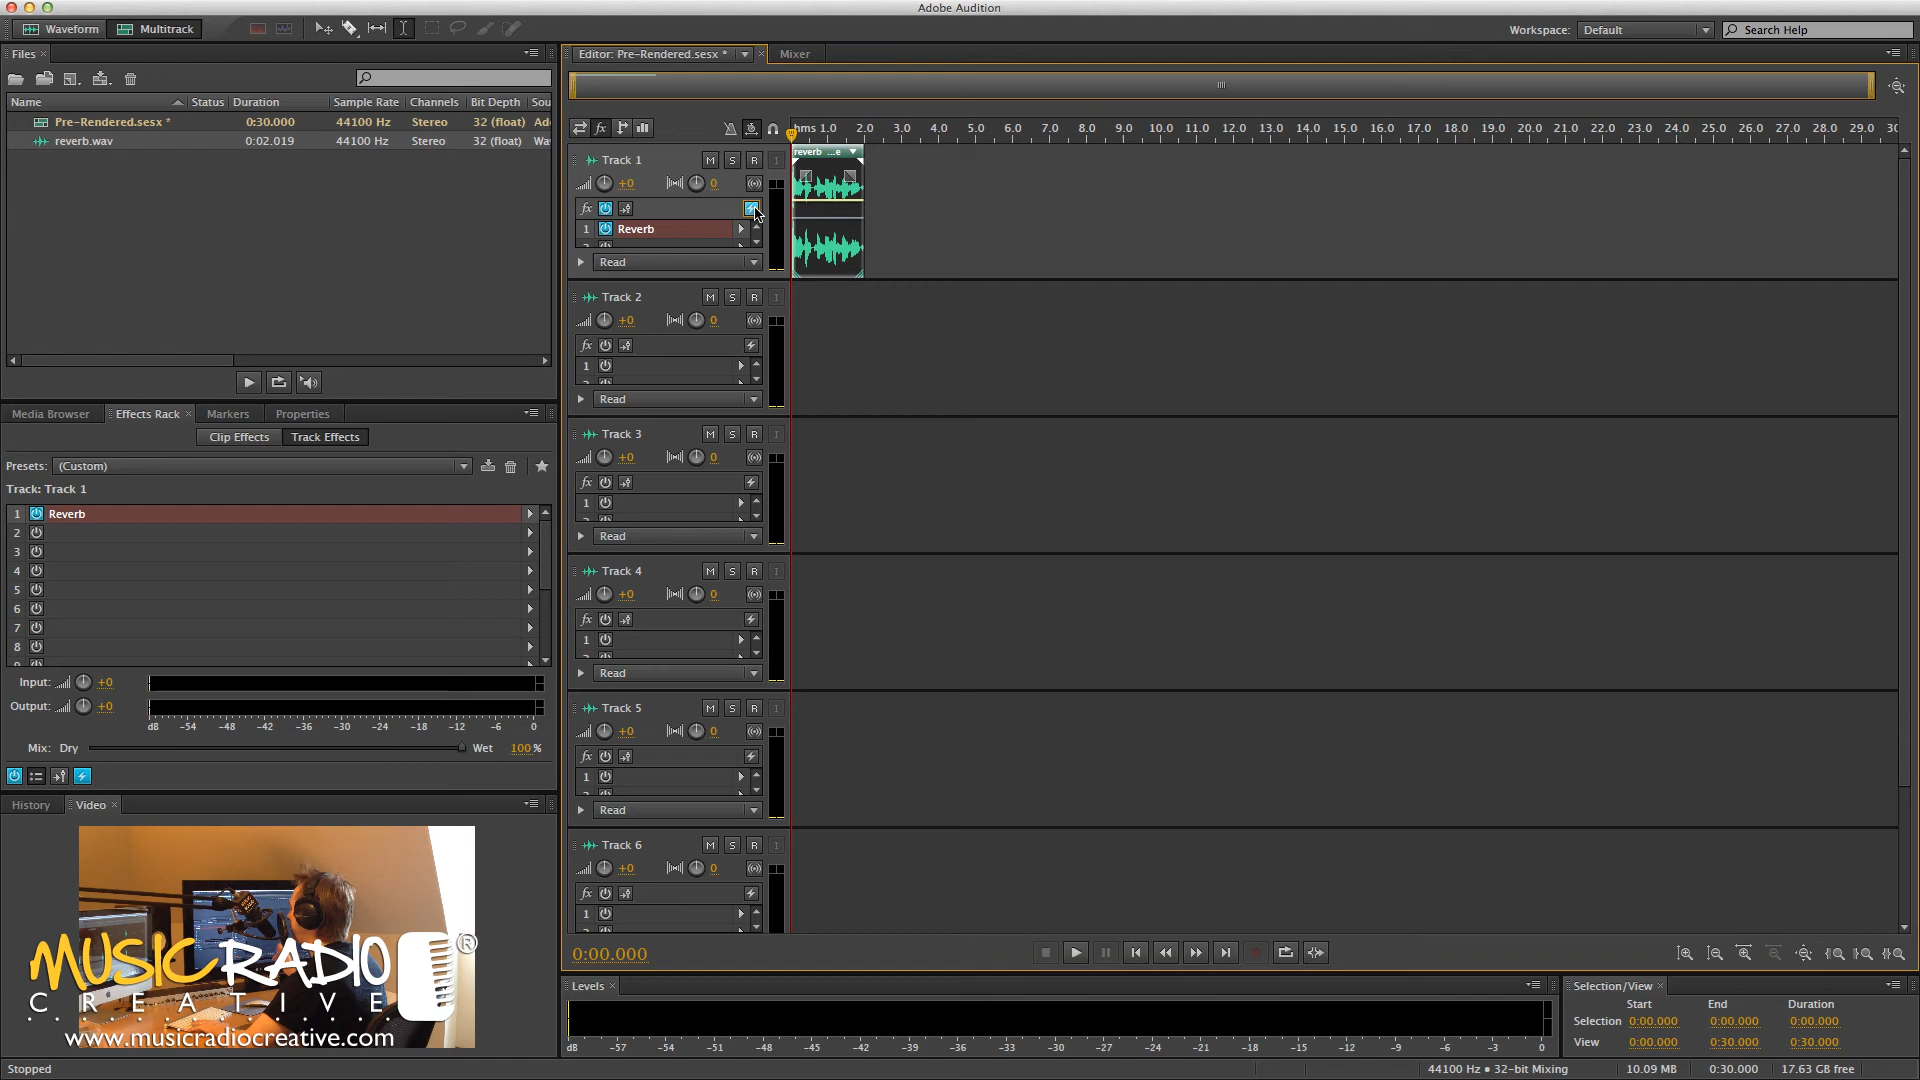 Adobe Audition
Waveform Multitrack Workspace: Default Search Help
Files × Editor: Pre-Rendered.sesx * × Mixer
Name Status Duration Sample Rate Channels Bit Depth Sou
Pre-Rendered.sesx * 0:30.000 44100 Hz Stereo 32 (float) Ad
reverb.wav 0:02.019 44100 Hz Stereo 32 (float) Wa
fx hms 1.0 2.0 3.0 4.0 5.0 6.0 7.0 8.0 9.0 10.0 11.0 12.0 13.0 14.0 15.0 16.0 17.0 18.0 19.0 20.0 21.0 22.0 23.0 24.0 25.0 26.0 27.0 28.0 29.0 30
reverb ...e
Track 1 M S R I
+0 0
fx
1 Reverb
Read
Track 2 M S R I
+0 0
fx
1
Read
Track 3 M S R I
+0 0
fx
1
Read
Track 4 M S R I
+0 0
fx
1
Read
Track 5 M S R I
+0 0
fx
1
Read
Track 6 M S R I
+0 0
fx
1
Media Browser Effects Rack × Markers Properties
Clip Effects Track Effects
Presets: (Custom)
Track: Track 1
1 Reverb
2
3
4
5
6
7
8
9
Input: +0
Output: +0
dB -54 -48 -42 -36 -30 -24 -18 -12 -6 0
Mix: Dry Wet 100 %
History Video ×
MUSIC RADIO ®
CREATIVE
www.musicradiocreative.com
0:00.000
Levels ×
dB -57 -54 -51 -48 -45 -42 -39 -36 -33 -30 -27 -24 -21 -18 -15 -12 -9 -6 -3 0
Selection/View ×
Start End Duration
Selection 0:00.000 0:00.000 0:00.000
View 0:00.000 0:30.000 0:30.000
Stopped 44100 Hz • 32-bit Mixing 10.09 MB 0:30.000 17.63 GB free